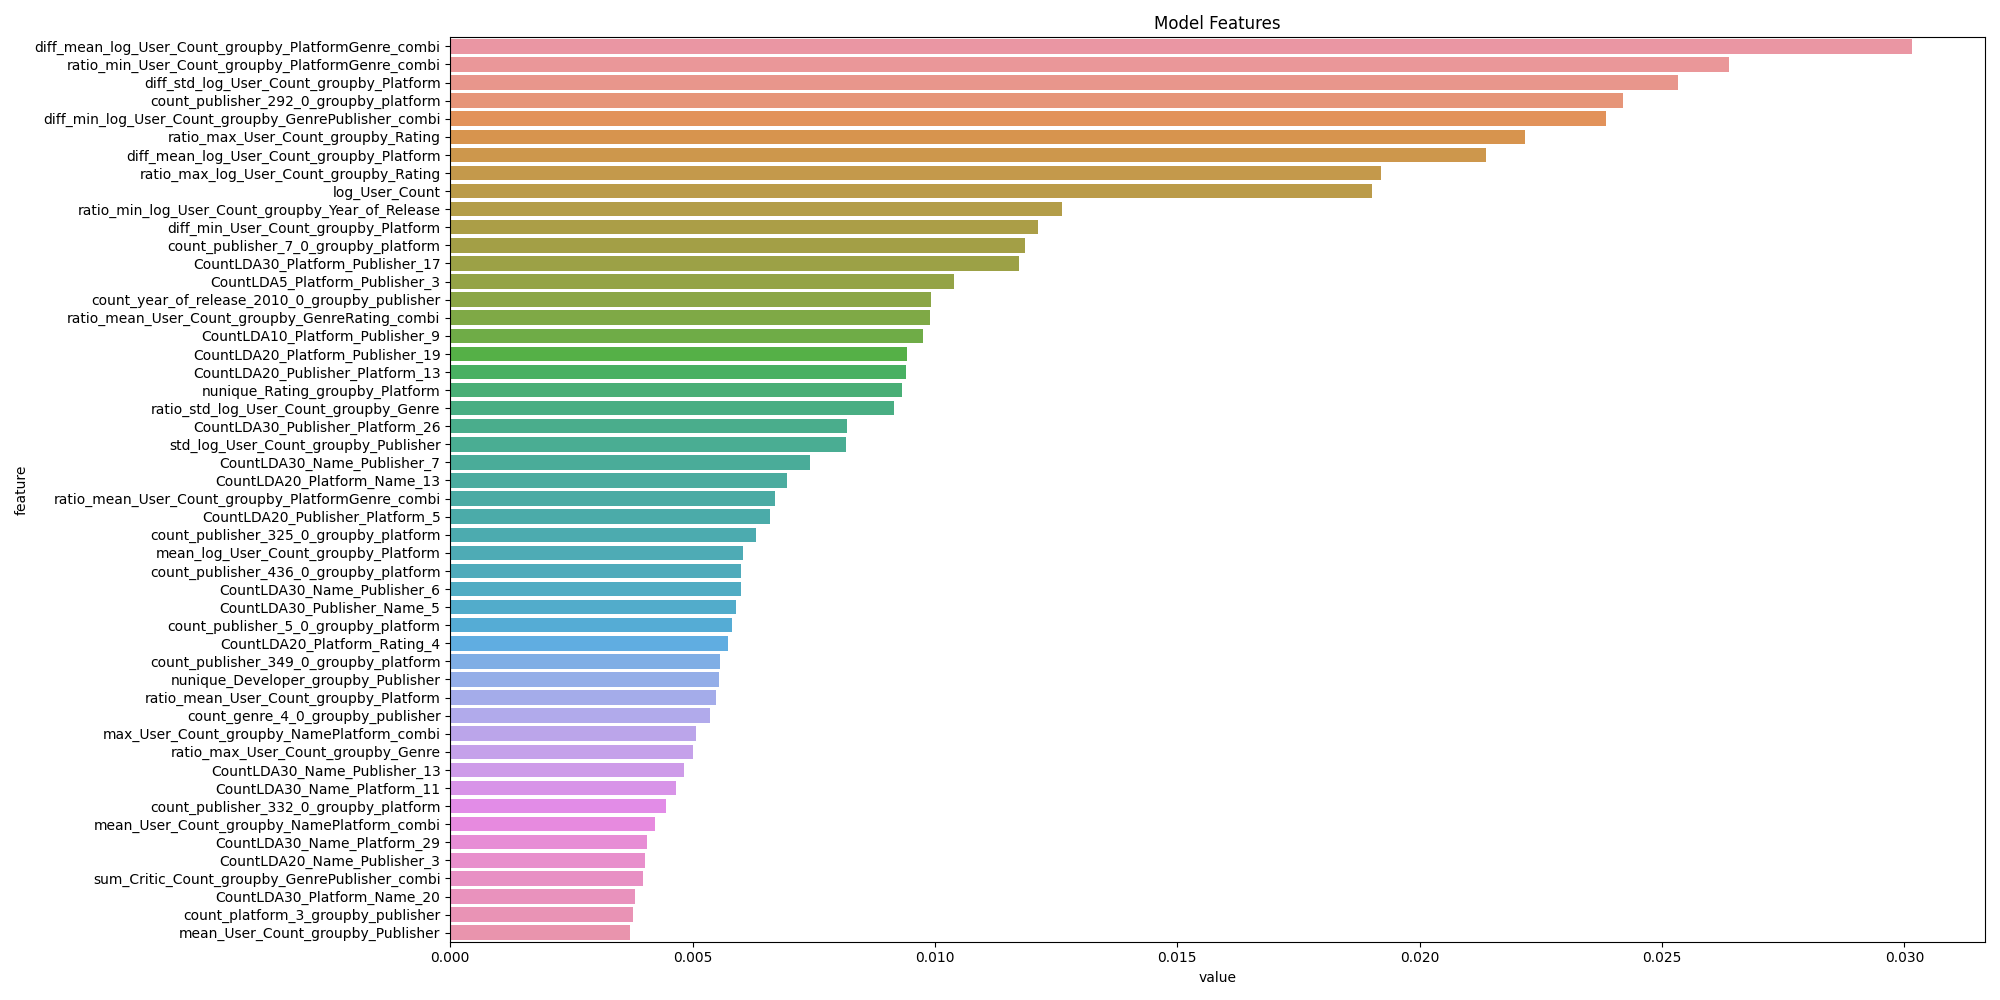 Model Features
diff_mean_log_User_Count_groupby_PlatformGenre_combi
ratio_min_User_Count_groupby_PlatformGenre_combi
diff_std_log_User_Count_groupby_Platform
count_publisher_292_0_groupby_platform
diff_min_log_User_Count_groupby_GenrePublisher_combi
ratio_max_User_Count_groupby_Rating
diff_mean_log_User_Count_groupby_Platform
ratio_max_log_User_Count_groupby_Rating
log_User_Count
ratio_min_log_User_Count_groupby_Year_of_Release
diff_min_User_Count_groupby_Platform
count_publisher_7_0_groupby_platform
CountLDA30_Platform_Publisher_17
CountLDA5_Platform_Publisher_3
count_year_of_release_2010_0_groupby_publisher
ratio_mean_User_Count_groupby_GenreRating_combi
CountLDA10_Platform_Publisher_9
CountLDA20_Platform_Publisher_19
CountLDA20_Publisher_Platform_13
nunique_Rating_groupby_Platform
ratio_std_log_User_Count_groupby_Genre
CountLDA30_Publisher_Platform_26
std_log_User_Count_groupby_Publisher
CountLDA30_Name_Publisher_7
CountLDA20_Platform_Name_13
ratio_mean_User_Count_groupby_PlatformGenre_combi
CountLDA20_Publisher_Platform_5
count_publisher_325_0_groupby_platform
mean_log_User_Count_groupby_Platform
count_publisher_436_0_groupby_platform
CountLDA30_Name_Publisher_6
CountLDA30_Publisher_Name_5
count_publisher_5_0_groupby_platform
CountLDA20_Platform_Rating_4
count_publisher_349_0_groupby_platform
nunique_Developer_groupby_Publisher
ratio_mean_User_Count_groupby_Platform
count_genre_4_0_groupby_publisher
max_User_Count_groupby_NamePlatform_combi
ratio_max_User_Count_groupby_Genre
CountLDA30_Name_Publisher_13
CountLDA30_Name_Platform_11
count_publisher_332_0_groupby_platform
mean_User_Count_groupby_NamePlatform_combi
CountLDA30_Name_Platform_29
CountLDA20_Name_Publisher_3
sum_Critic_Count_groupby_GenrePublisher_combi
CountLDA30_Platform_Name_20
count_platform_3_groupby_publisher
mean_User_Count_groupby_Publisher
feature
0.000 0.005 0.010 0.015 0.020 0.025 0.030
value